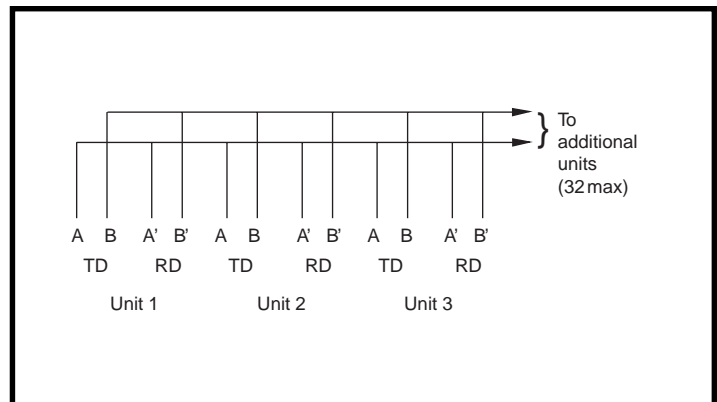 } To
additional
units
(32 max)
A B A' B' A B A' B' A B A' B'
TD RD TD RD TD RD
Unit 1 Unit 2 Unit 3